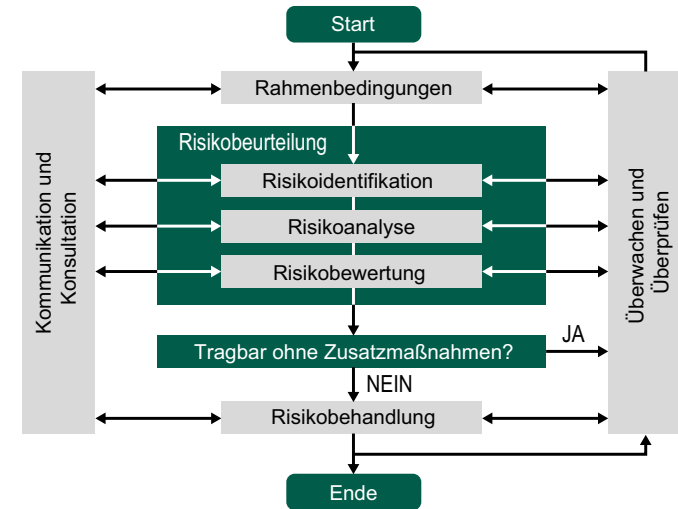 Start
Rahmenbedingungen
Risikobeurteilung
Risikoidentifikation
Risikoanalyse
Risikobewertung
Tragbar ohne Zusatzmaßnahmen?
JA
NEIN
Risikobehandlung
Ende
Kommunikation und
Konsultation
Überwachen und
Überprüfen